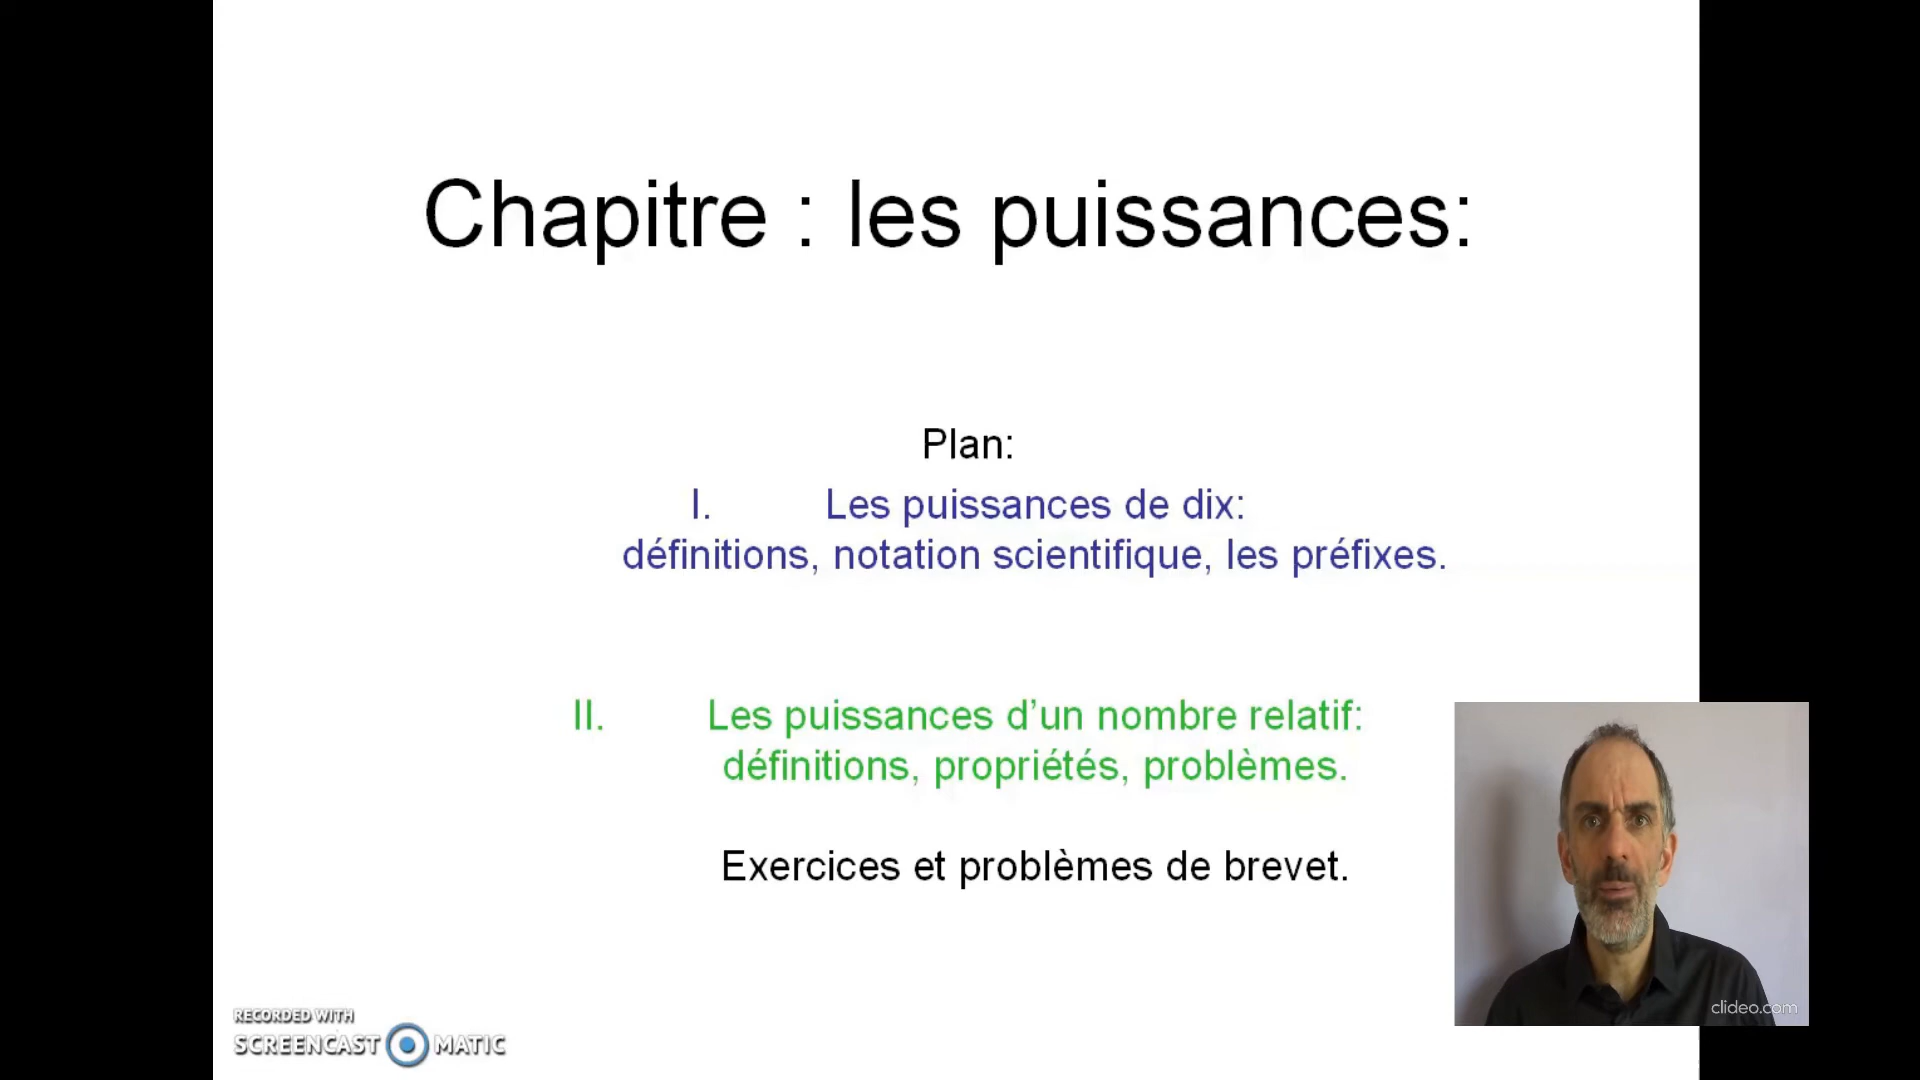 Chapitre : les puissances:
Plan:
I. Les puissances de dix:
définitions, notation scientifique, les préfixes.
II. Les puissances d’un nombre relatif:
définitions, propriétés, problèmes.
Exercices et problèmes de brevet.
RECORDED WITH
SCREENCAST MATIC
clideo.com